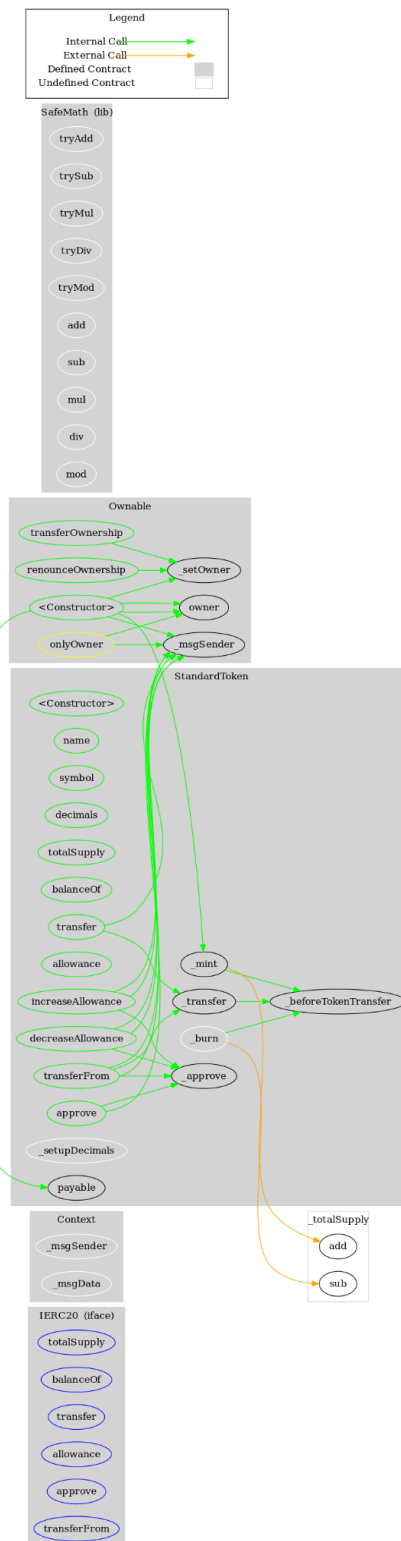 Legend
Internal Call
External Call
Defined Contract
Undefined Contract
SafeMath (lib)
tryAdd
trySub
tryMul
tryDiv
tryMod
add
sub
mul
div
mod
Ownable
transferOwnership
renounceOwnership
_setOwner
<Constructor>
owner
onlyOwner
_msgSender
StandardToken
<Constructor>
name
symbol
decimals
totalSupply
balanceOf
transfer
allowance
_mint
increaseAllowance
_transfer
_beforeTokenTransfer
decreaseAllowance
_burn
transferFrom
_approve
approve
_setupDecimals
payable
Context
_msgSender
_msgData
_totalSupply
add
sub
IERC20 (iface)
totalSupply
balanceOf
transfer
allowance
approve
transferFrom